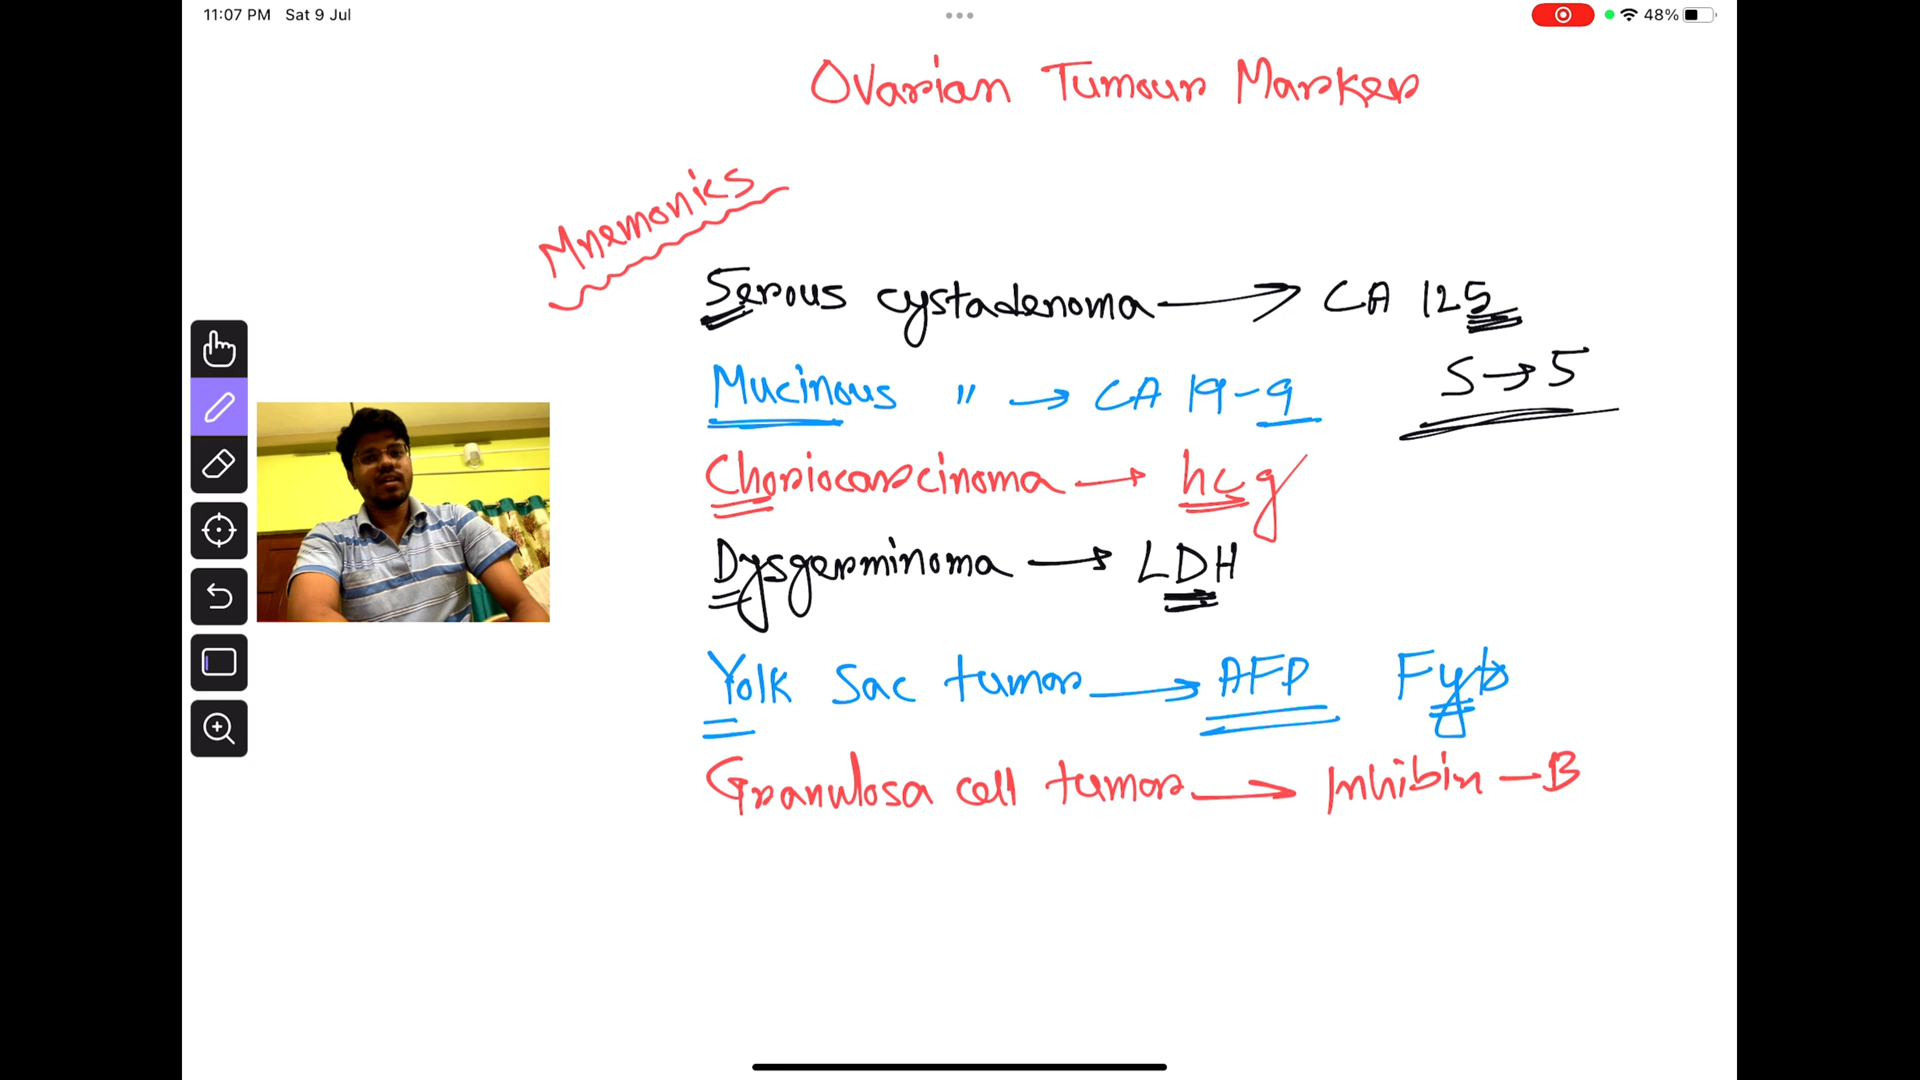 11:07 PM Sat 9 Jul
48%
Ovarian Tumour Marker
Mnemonics
Serous cystadenoma → CA 125
S → 5
Mucinous " → CA 19-9
Choriocarcinoma → hcg
Dysgerminoma → LDH
Yolk Sac tumor → AFP
Granulosa cell tumor → Inhibin - B